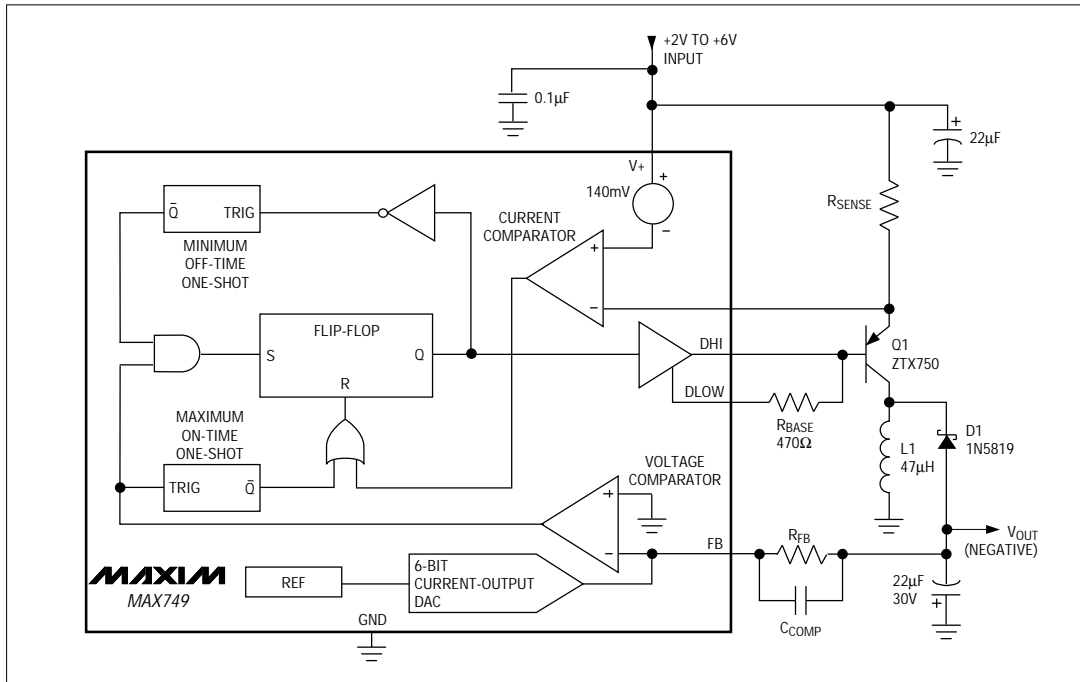 +2V TO +6V
INPUT
0.1µF
+
22µF
V+
+
140mV
−
RSENSE
Q̅
TRIG
MINIMUM
OFF-TIME
ONE-SHOT
CURRENT
COMPARATOR
+
−
FLIP-FLOP
S
Q
R
DHI
DLOW
Q1
ZTX750
RBASE
470Ω
MAXIMUM
ON-TIME
ONE-SHOT
TRIG
Q̅
L1
47µH
D1
1N5819
VOLTAGE
COMPARATOR
+
−
FB
RFB
CCOMP
VOUT
(NEGATIVE)
22µF
30V
+
MAXIM
MAX749
REF
6-BIT
CURRENT-OUTPUT
DAC
GND